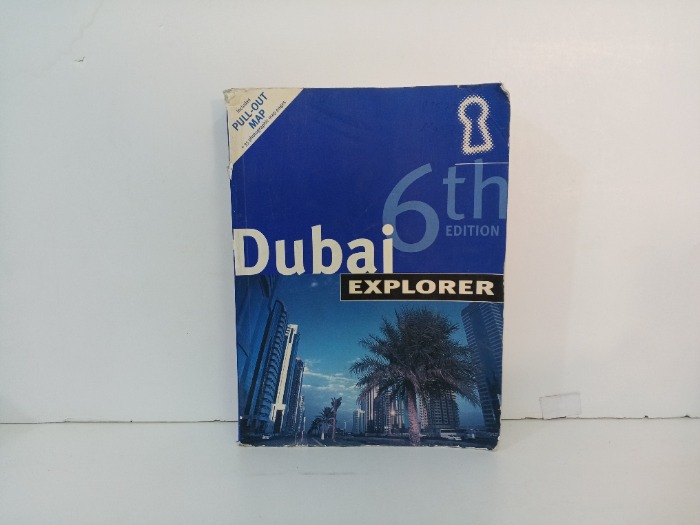 Includes
PULL-OUT
MAP
6th
EDITION
Dubai
EXPLORER